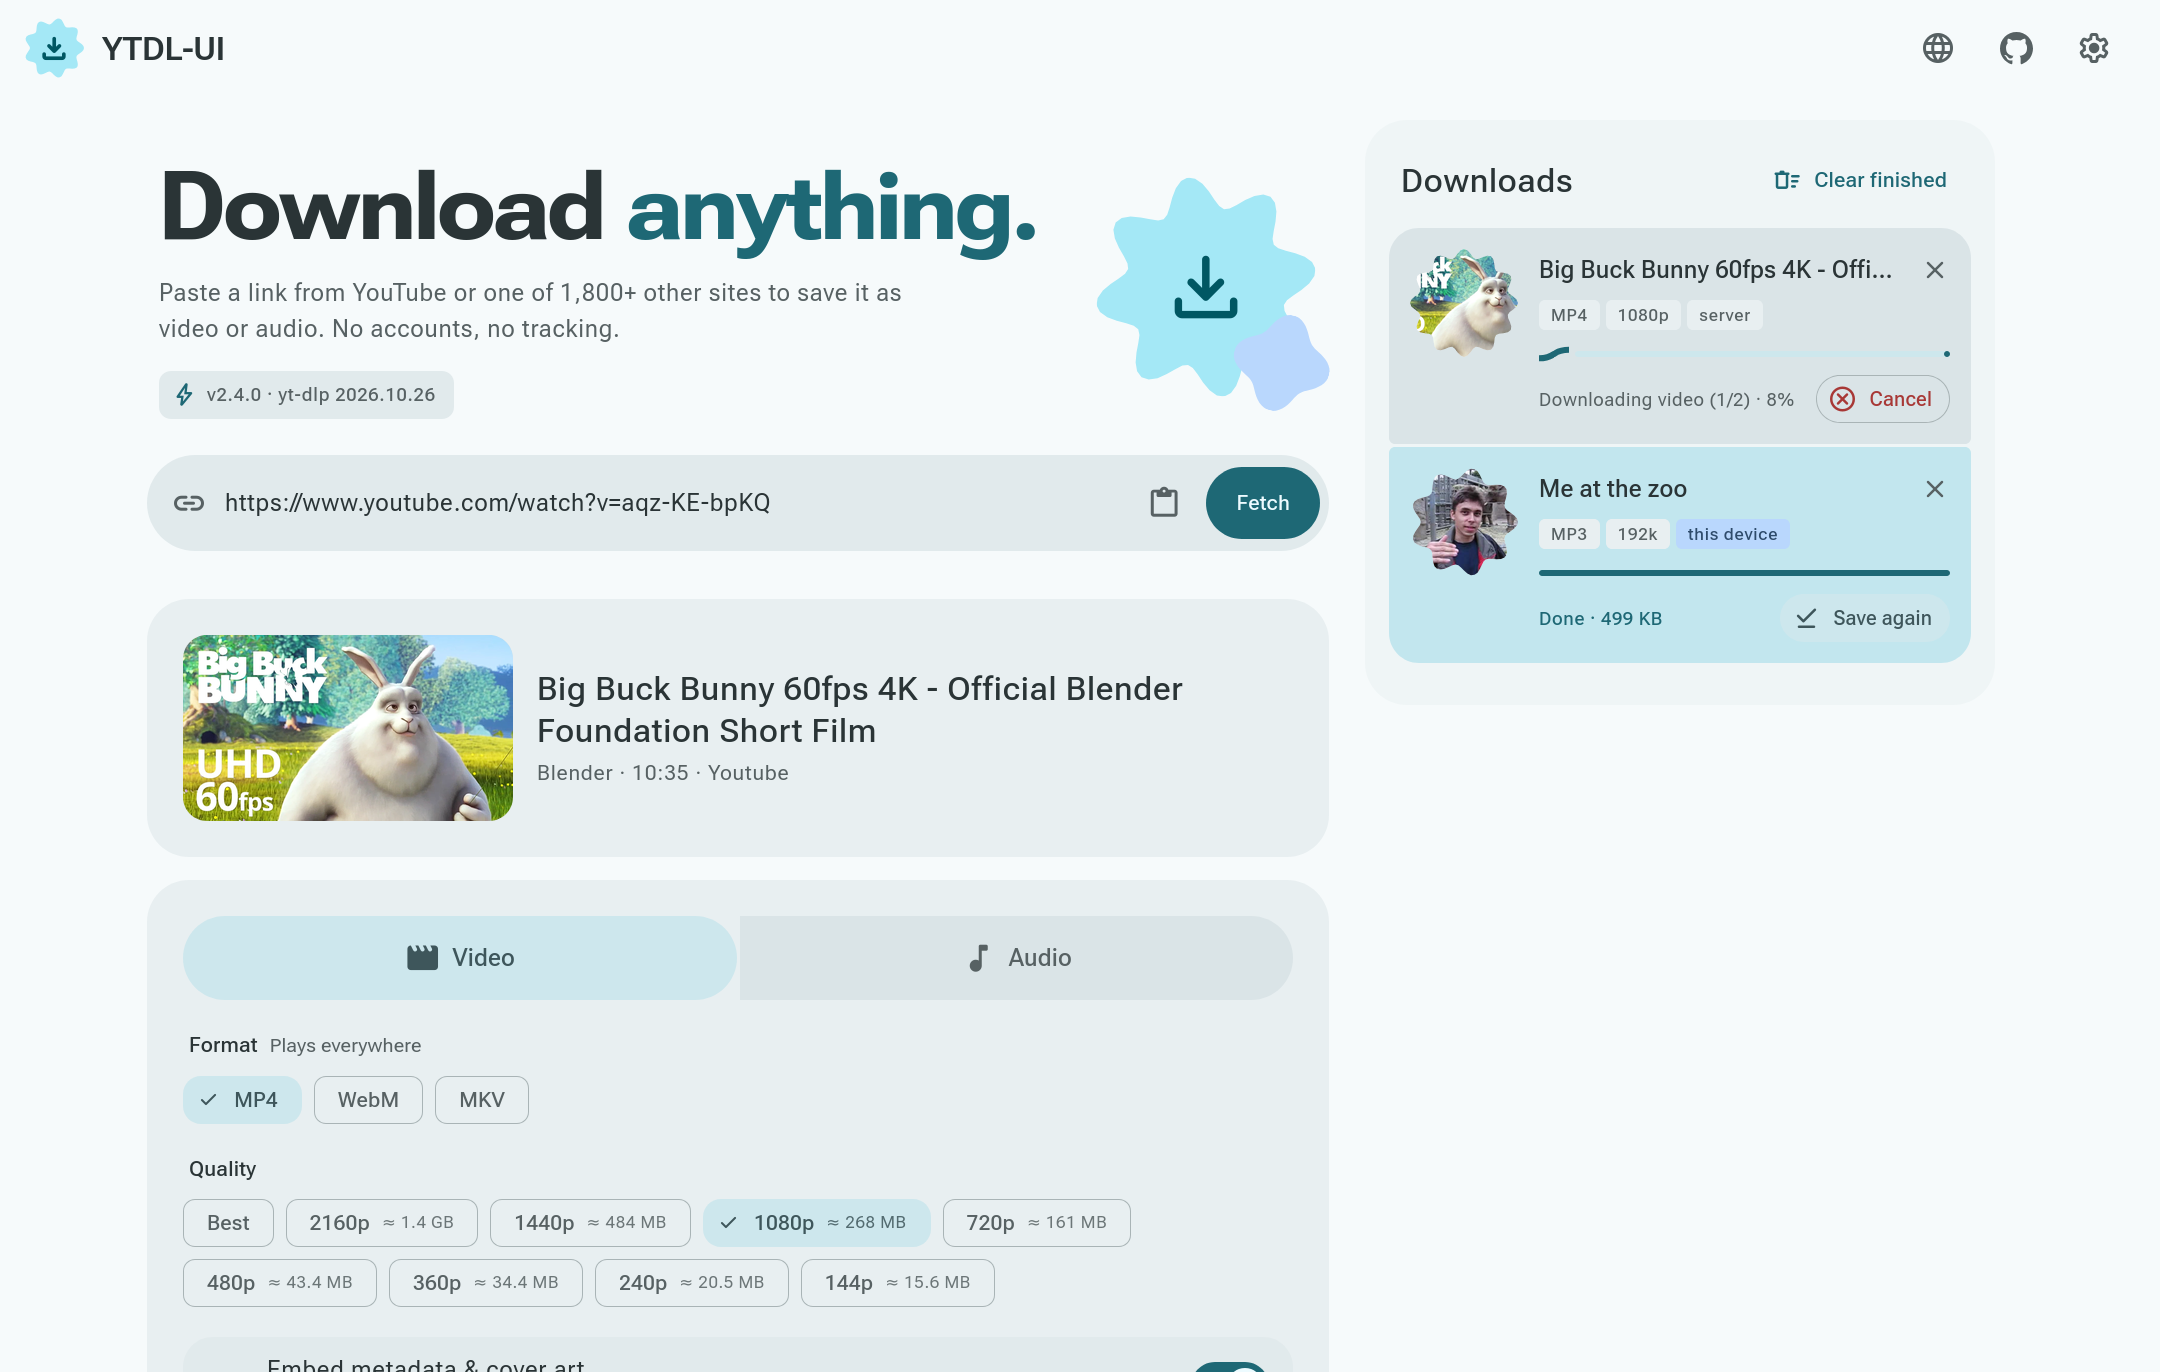 YTDL-UI
Download anything.
Paste a link from YouTube or one of 1,800+ other sites to save it as
video or audio. No accounts, no tracking.
v2.4.0 · yt-dlp 2026.10.26
https://www.youtube.com/watch?v=aqz-KE-bpKQ
Fetch
Big Buck
BUNNY
UHD
60fps
Big Buck Bunny 60fps 4K - Official Blender
Foundation Short Film
Blender · 10:35 · Youtube
Video
Audio
Format Plays everywhere
MP4
WebM
MKV
Quality
Best
2160p ≈ 1.4 GB
1440p ≈ 484 MB
1080p ≈ 268 MB
720p ≈ 161 MB
480p ≈ 43.4 MB
360p ≈ 34.4 MB
240p ≈ 20.5 MB
144p ≈ 15.6 MB
Embed metadata & cover art
Downloads
Clear finished
Big Buck Bunny 60fps 4K - Offi...
MP4
1080p
server
Downloading video (1/2) · 8%
Cancel
Me at the zoo
MP3
192k
this device
Done · 499 KB
Save again